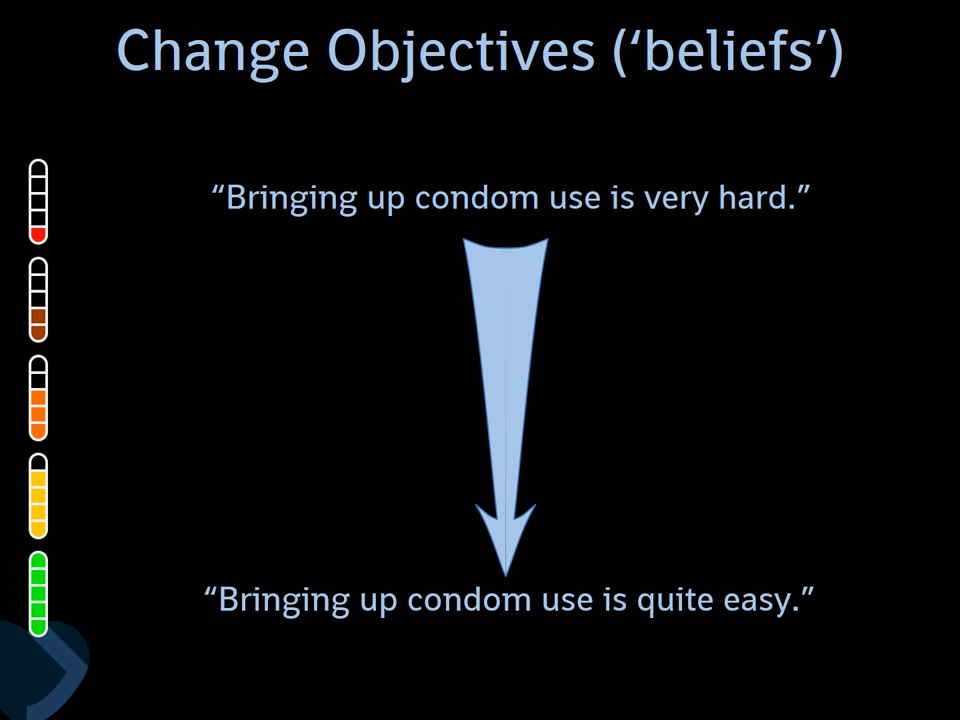 Change Objectives (‘beliefs’)
“Bringing up condom use is very hard.”
“Bringing up condom use is quite easy.”